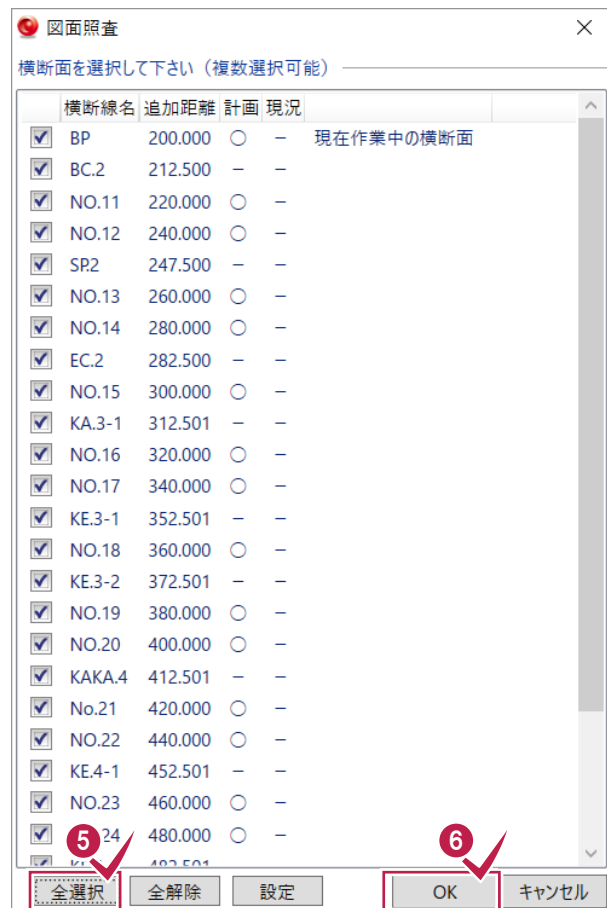 図面照査
横断面を選択して下さい（複数選択可能）
横断線名 追加距離 計画 現況
BP 200.000 ○ － 現在作業中の横断面
BC.2 212.500 － －
NO.11 220.000 ○ －
NO.12 240.000 ○ －
SP.2 247.500 － －
NO.13 260.000 ○ －
NO.14 280.000 ○ －
EC.2 282.500 － －
NO.15 300.000 ○ －
KA.3-1 312.501 － －
NO.16 320.000 ○ －
NO.17 340.000 ○ －
KE.3-1 352.501 － －
NO.18 360.000 ○ －
KE.3-2 372.501 － －
NO.19 380.000 ○ －
NO.20 400.000 ○ －
KAKA.4 412.501 － －
No.21 420.000 ○ －
NO.22 440.000 ○ －
KE.4-1 452.501 － －
NO.23 460.000 ○ －
5 24 480.000 ○ － 6
全選択 全解除 設定 OK キャンセル